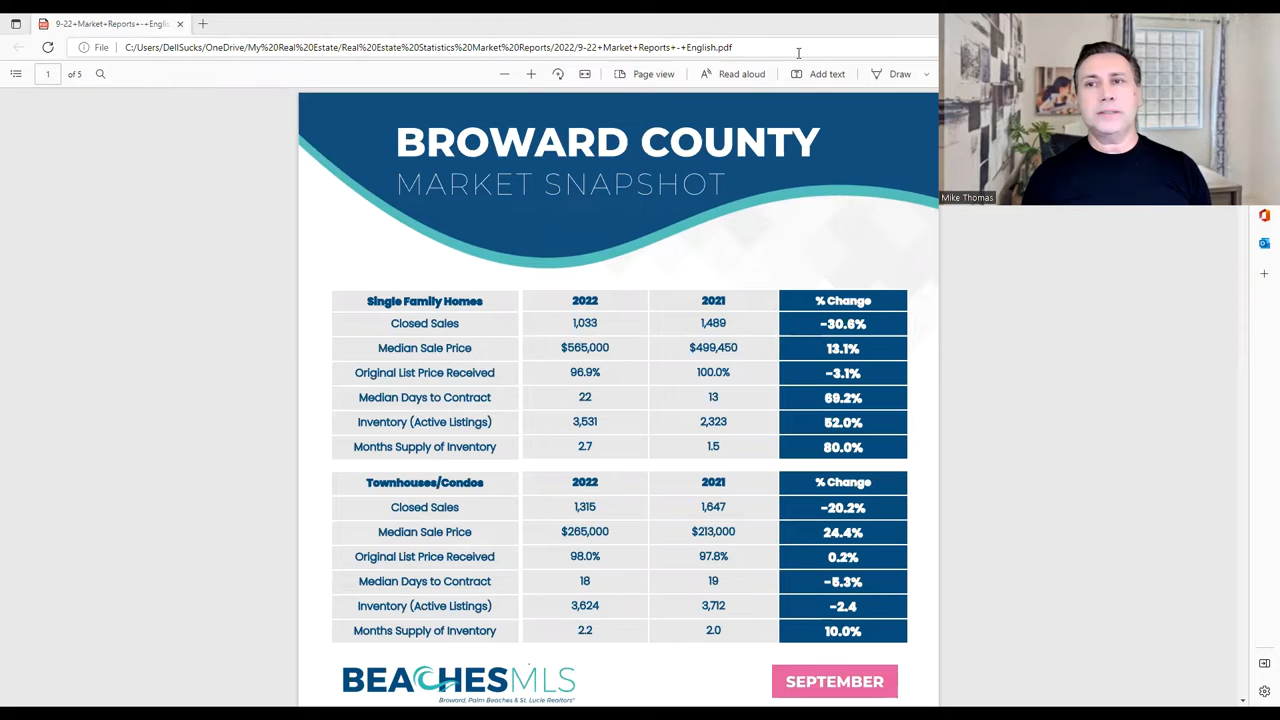 9-22+Market+Reports+-+Englis
File
C:/Users/DellSucks/OneDrive/My%20Real%20Estate/Real%20Estate%20Statistics%20Market%20Reports/2022/9-22+Market+Reports+-+English.pdf
1 of 5
Page view
Read aloud
Add text
Draw
Mike Thomas
BROWARD COUNTY
MARKET SNAPSHOT
Single Family Homes 2022 2021 % Change
Closed Sales 1,033 1,489 -30.6%
Median Sale Price $565,000 $499,450 13.1%
Original List Price Received 96.9% 100.0% -3.1%
Median Days to Contract 22 13 69.2%
Inventory (Active Listings) 3,531 2,323 52.0%
Months Supply of Inventory 2.7 1.5 80.0%
Townhouses/Condos 2022 2021 % Change
Closed Sales 1,315 1,647 -20.2%
Median Sale Price $265,000 $213,000 24.4%
Original List Price Received 98.0% 97.8% 0.2%
Median Days to Contract 18 19 -5.3%
Inventory (Active Listings) 3,624 3,712 -2.4
Months Supply of Inventory 2.2 2.0 10.0%
BEACHESMLS
Broward, Palm Beaches & St. Lucie Realtors®
SEPTEMBER